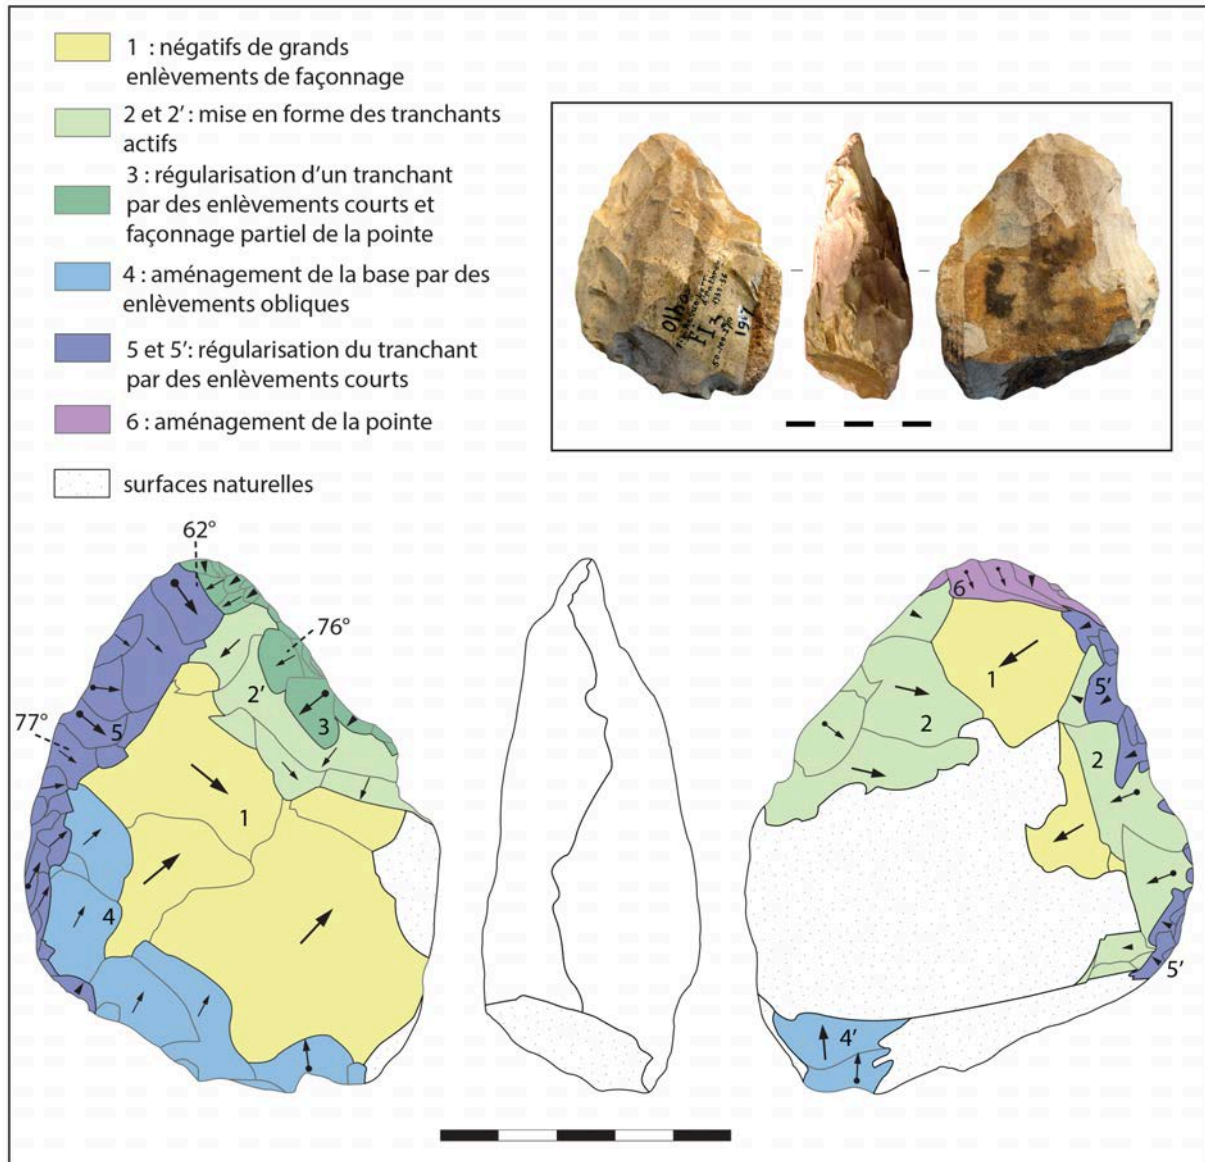 1 : négatifs de grands
enlèvements de façonnage
2 et 2’ : mise en forme des tranchants
actifs
3 : régularisation d’un tranchant
par des enlèvements courts et
façonnage partiel de la pointe
4 : aménagement de la base par des
enlèvements obliques
5 et 5’: régularisation du tranchant
par des enlèvements courts
6 : aménagement de la pointe
surfaces naturelles
1967
62°
76°
77°
2’
3
5
1
4
6
1
5’
2
2
5’
4’